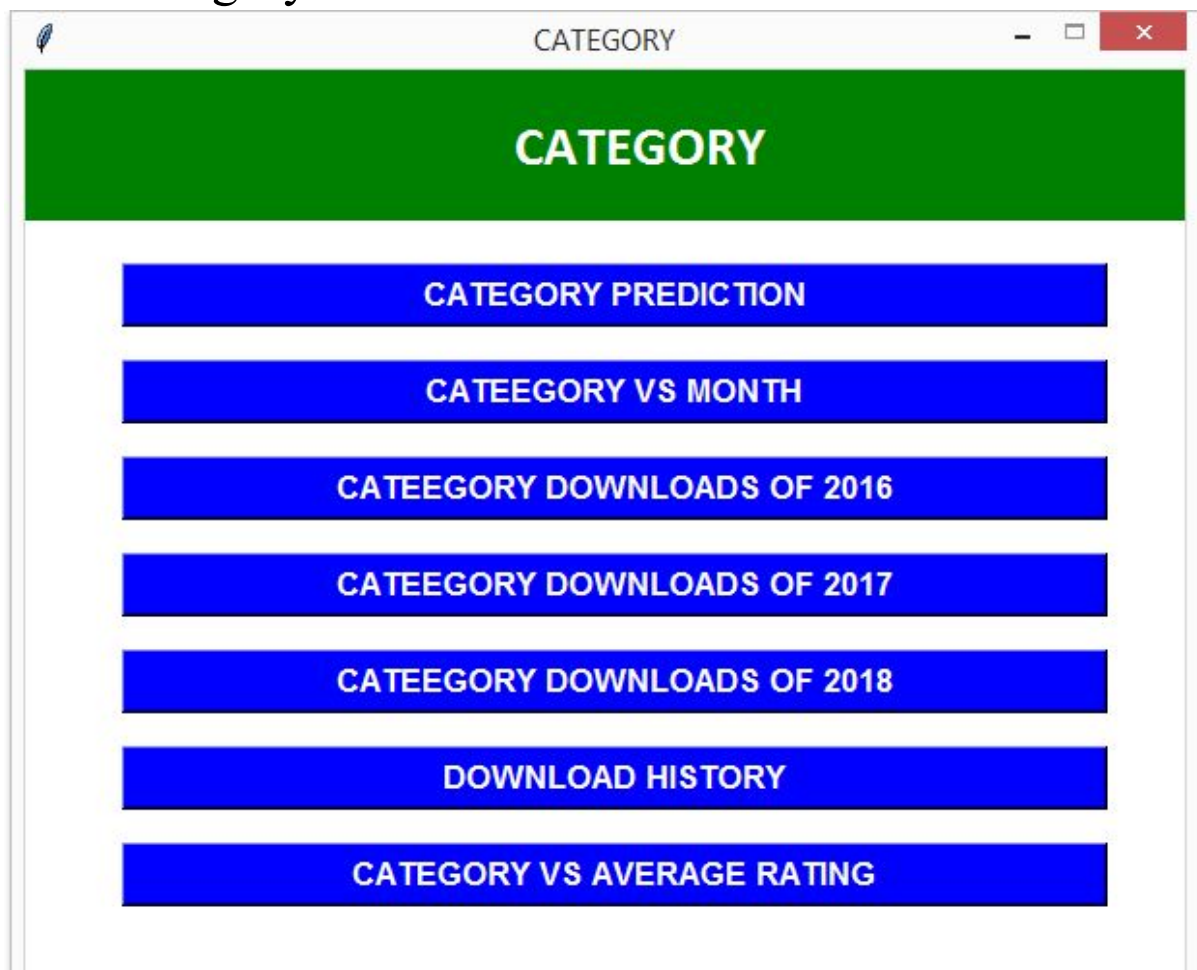 CATEGORY
CATEGORY
CATEGORY PREDICTION
CATEEGORY VS MONTH
CATEEGORY DOWNLOADS OF 2016
CATEEGORY DOWNLOADS OF 2017
CATEEGORY DOWNLOADS OF 2018
DOWNLOAD HISTORY
CATEGORY VS AVERAGE RATING